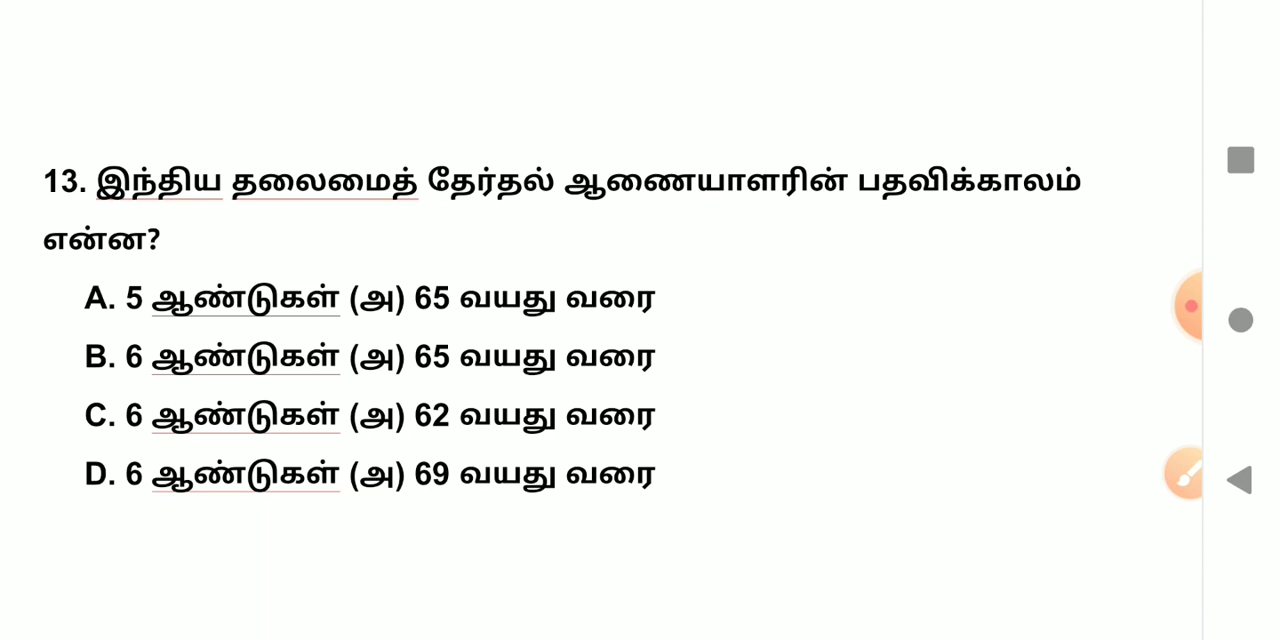 13. இந்திய தலைமைத் தேர்தல் ஆணையாளரின் பதவிக்காலம்
என்ன?
A. 5 ஆண்டுகள் (அ) 65 வயது வரை
B. 6 ஆண்டுகள் (அ) 65 வயது வரை
C. 6 ஆண்டுகள் (அ) 62 வயது வரை
D. 6 ஆண்டுகள் (அ) 69 வயது வரை